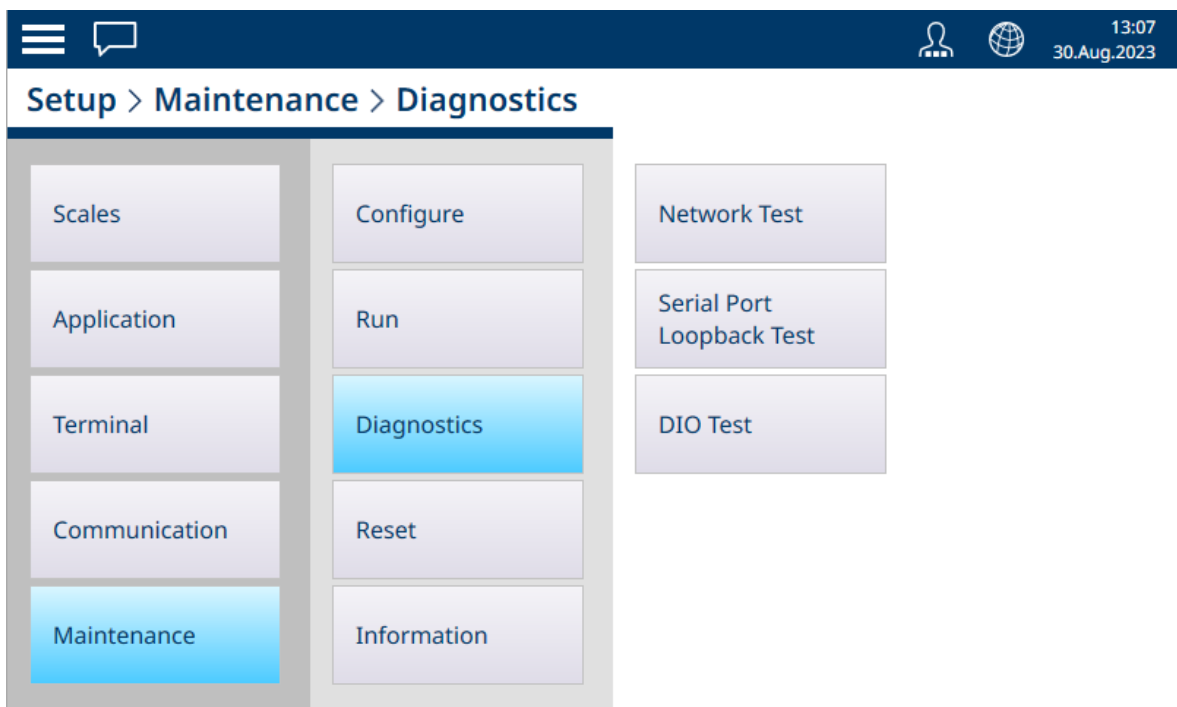 13:07
30.Aug.2023
Setup > Maintenance > Diagnostics
Scales
Application
Terminal
Communication
Maintenance
Configure
Run
Diagnostics
Reset
Information
Network Test
Serial Port
Loopback Test
DIO Test